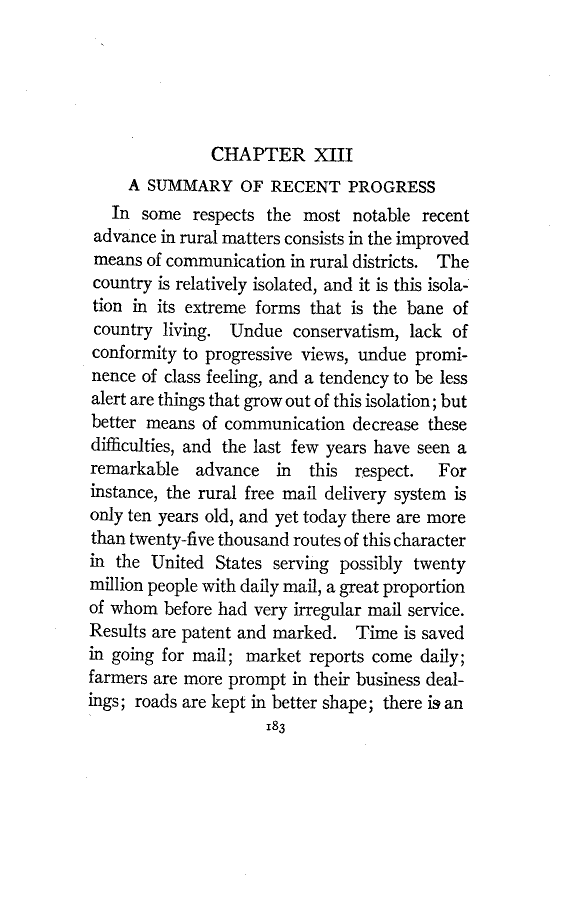 CHAPTER XIII
A SUMMARY OF RECENT PROGRESS
In some respects the most notable recent
advance in rural matters consists in the improved
means of communication in rural districts. The
country is relatively isolated, and it is this isola-
tion in its extreme forms that is the bane of
country living. Undue conservatism, lack of
conformity to progressive views, undue promi-
nence of class feeling, and a tendency to be less
alert are things that grow out of this isolation; but
better means of communication decrease these
difficulties, and the last few years have seen a
remarkable advance in this respect. For
instance, the rural free mail delivery system is
only ten years old, and yet today there are more
than twenty-five thousand routes of this character
in the United States serving possibly twenty
million people with daily mail, a great proportion
of whom before had very irregular mail service.
Results are patent and marked. Time is saved
in going for mail; market reports come daily;
farmers are more prompt in their business deal-
ings; roads are kept in better shape; there is an
183